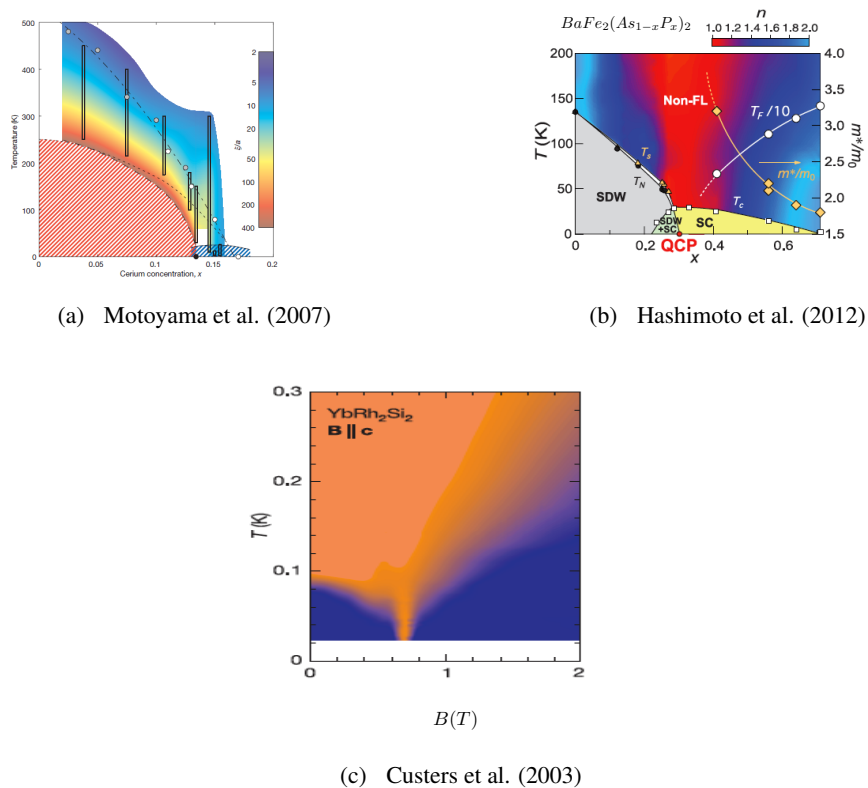 500
400
300
200
100
0
Temperature (K)
0
0.05
0.1
0.15
0.2
Cerium concentration, x
2
5
10
20
50
100
200
400
ξ/a
(a) Motoyama et al. (2007)
BaFe₂(As₁₋ₓPₓ)₂
n
1.0 1.2 1.4 1.6 1.8 2.0
200
150
100
50
0
T (K)
4.0
3.5
3.0
2.5
2.0
1.5
m*/m₀
Non-FL
T_F/10
T_s
T_N
m*/m₀
SDW
T_c
SDW
+SC
SC
QCP
0
0,2
0,4
0,6
x
(b) Hashimoto et al. (2012)
0.3
0.2
0.1
0
T (K)
YbRh₂Si₂
B || c
0
1
2
B(T)
(c) Custers et al. (2003)